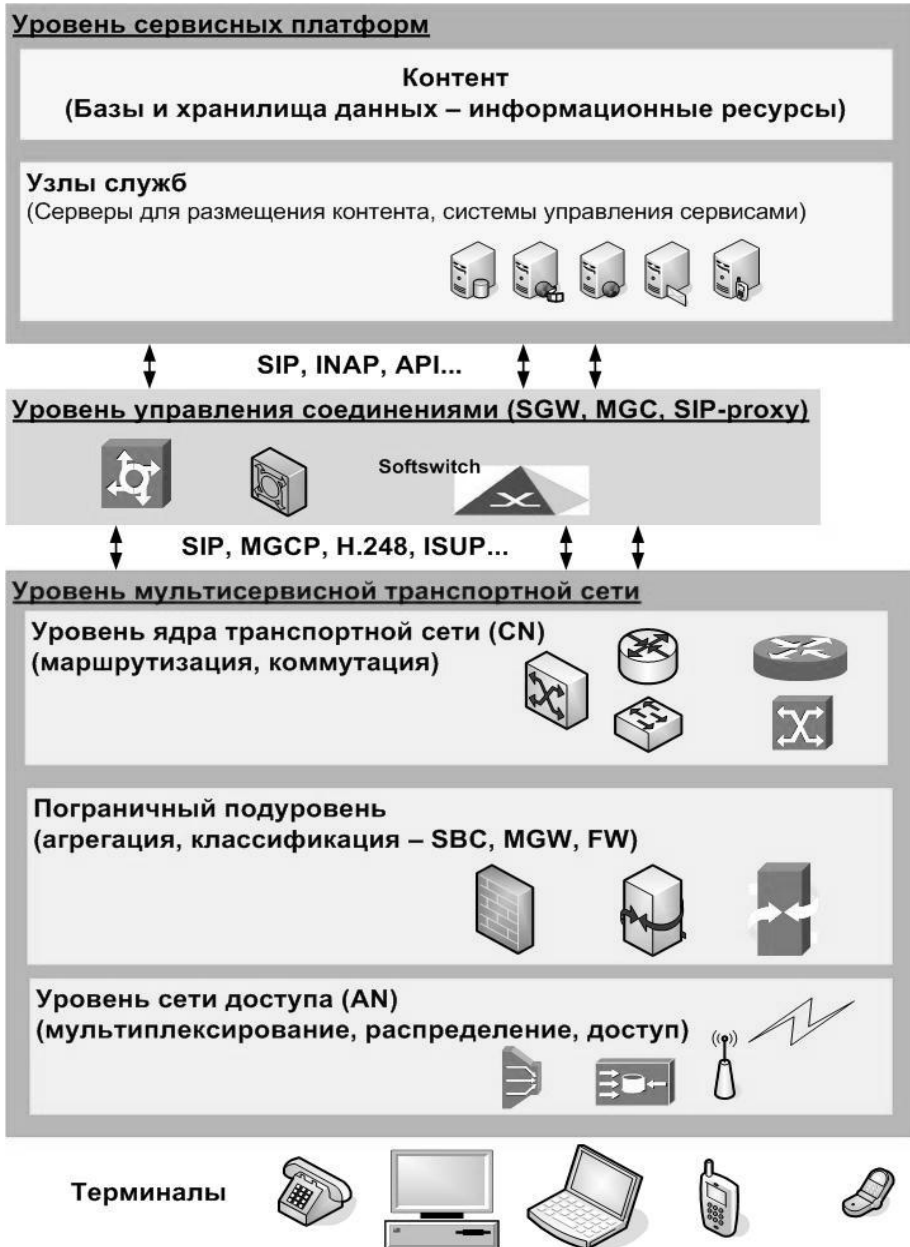 Уровень сервисных платформ
Контент
(Базы и хранилища данных – информационные ресурсы)
Узлы служб
(Серверы для размещения контента, системы управления сервисами)
SIP, INAP, API...
Уровень управления соединениями (SGW, MGC, SIP-proxy)
Softswitch
SIP, MGCP, H.248, ISUP...
Уровень мультисервисной транспортной сети
Уровень ядра транспортной сети (CN)
(маршрутизация, коммутация)
Пограничный подуровень
(агрегация, классификация – SBC, MGW, FW)
Уровень сети доступа (AN)
(мультиплексирование, распределение, доступ)
Терминалы